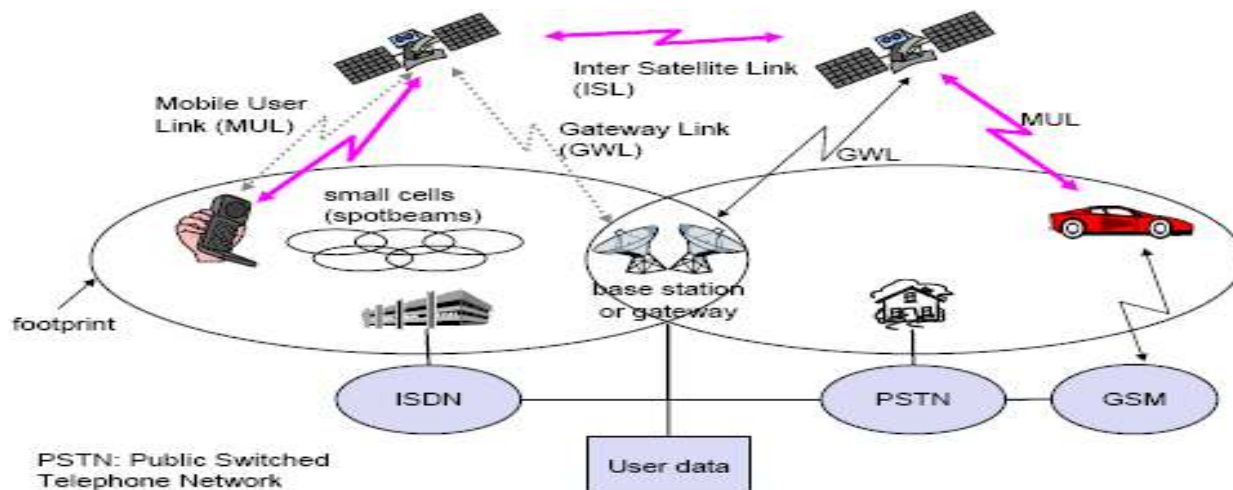 Inter Satellite Link
(ISL)
Mobile User
Link (MUL)
Gateway Link
(GWL)
MUL
GWL
small cells
(spotbeams)
base station
or gateway
footprint
ISDN
PSTN
GSM
PSTN: Public Switched
Telephone Network
User data